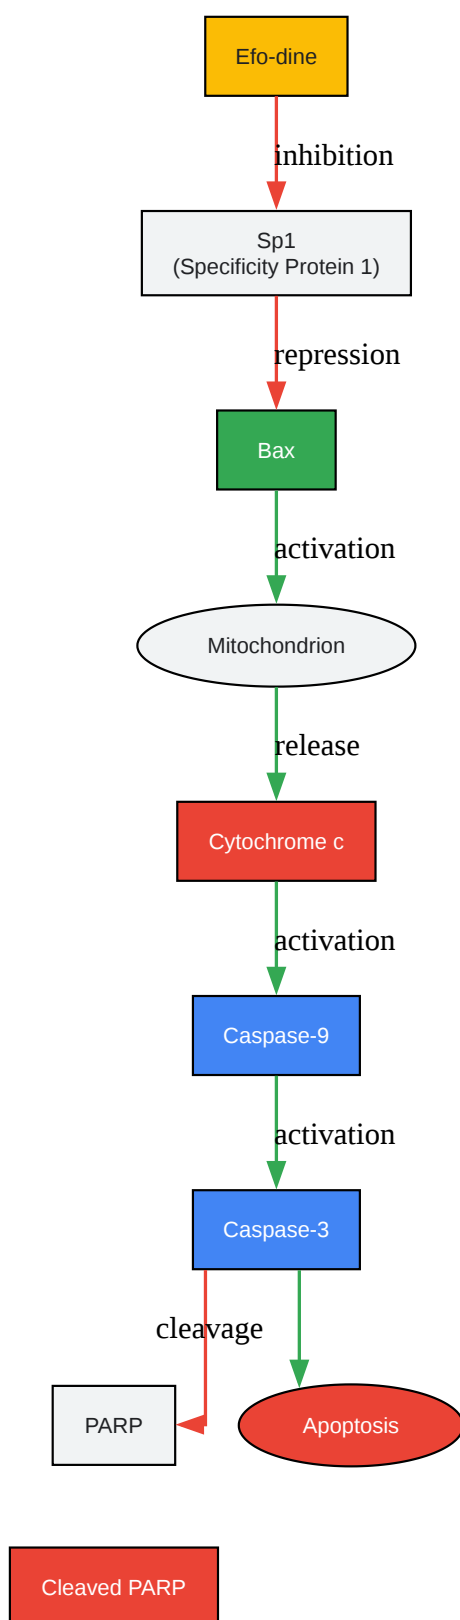 Efo-dine
inhibition
Sp1
(Specificity Protein 1)
repression
Bax
activation
Mitochondrion
release
Cytochrome c
activation
Caspase-9
activation
Caspase-3
cleavage
PARP
Apoptosis
Cleaved PARP